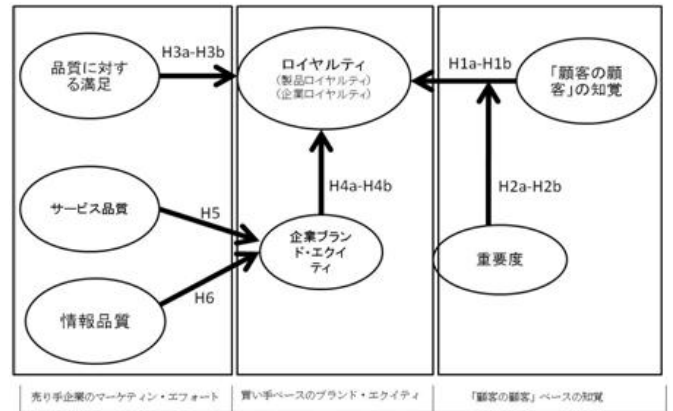 品質に対す
る満足
H3a-H3b
ロイヤルティ
(製品ロイヤルティ)
(企業ロイヤルティ)
H1a-H1b
「顧客の顧
客」の知覚
サービス品質
H5
H4a-H4b
H2a-H2b
企業ブラン
ド・エクイ
ティ
重要度
情報品質
H6
売り手企業のマーケティン・エフォート
買い手ベースのブランド・エクイティ
「顧客の顧客」ベースの知覚